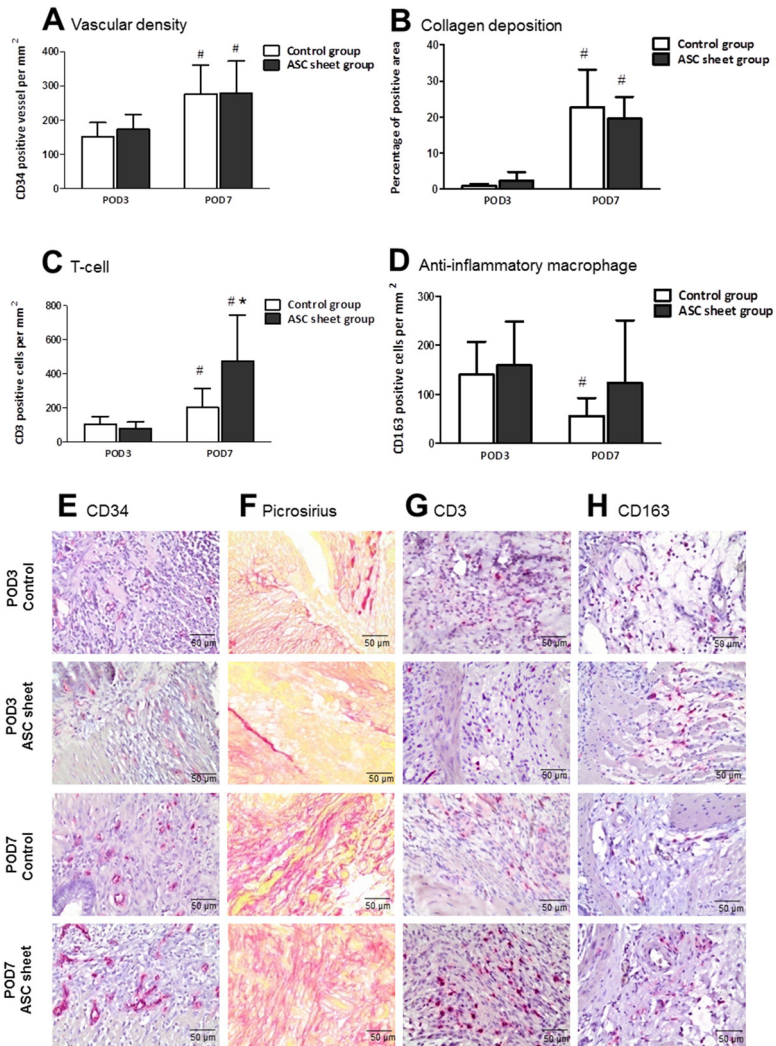 A Vascular density
CD34 positive vessel per mm 2
400
300
200
100
0
# #
POD3 POD7
Control group
ASC sheet group
B Collagen deposition
Percentage of positive area
40
30
20
10
0
# #
POD3 POD7
Control group
ASC sheet group
C T-cell
CD3 positive cells per mm 2
800
600
400
200
0
# # *
POD3 POD7
Control group
ASC sheet group
D Anti-inflammatory macrophage
CD163 positive cells per mm 2
300
200
100
0
#
POD3 POD7
Control group
ASC sheet group
E CD34 F Picrosirius G CD3 H CD163
POD3
Control
50 µm 50 µm 50 µm 50 µm
POD3
ASC sheet
50 µm 50 µm 50 µm 50 µm
POD7
Control
50 µm 50 µm 50 µm 50 µm
POD7
ASC sheet
50 µm 50 µm 50 µm 50 µm